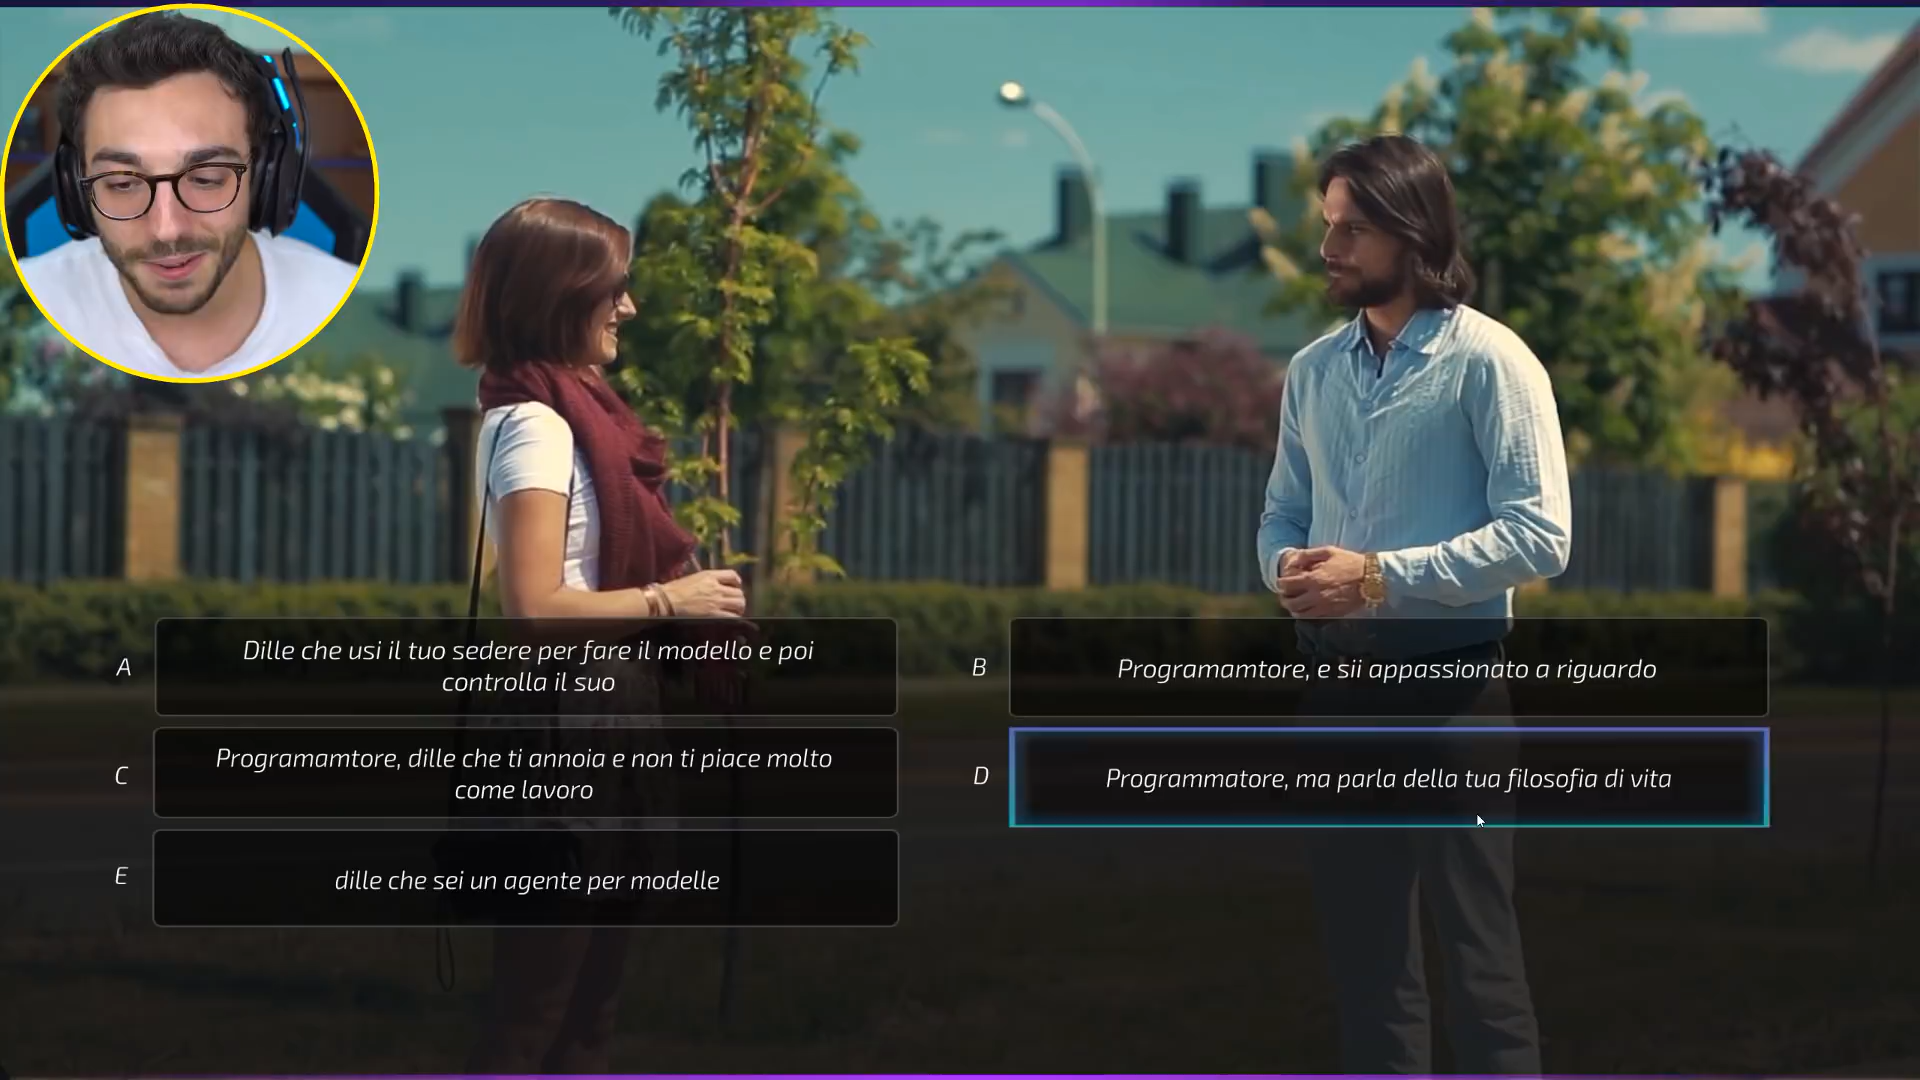 A
Dille che usi il tuo sedere per fare il modello e poi
controlla il suo
B
Programamtore, e sii appassionato a riguardo
C
Programamtore, dille che ti annoia e non ti piace molto
come lavoro
D
Programmatore, ma parla della tua filosofia di vita
E
dille che sei un agente per modelle